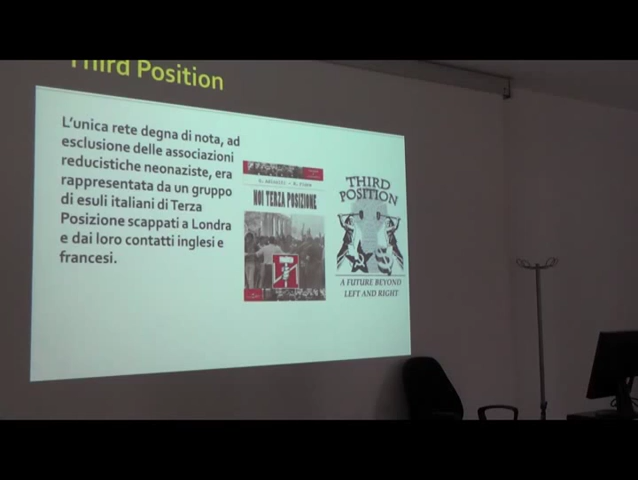 Third Position
L'unica rete degna di nota, ad
esclusione delle associazioni
reducistiche neonaziste, era
rappresentata da un gruppo
di esuli italiani di Terza
Posizione scappati a Londra
e dai loro contatti inglesi e
francesi.
NOI TERZA POSIZIONE
THIRD
POSITION
A FUTURE BEYOND
LEFT AND RIGHT